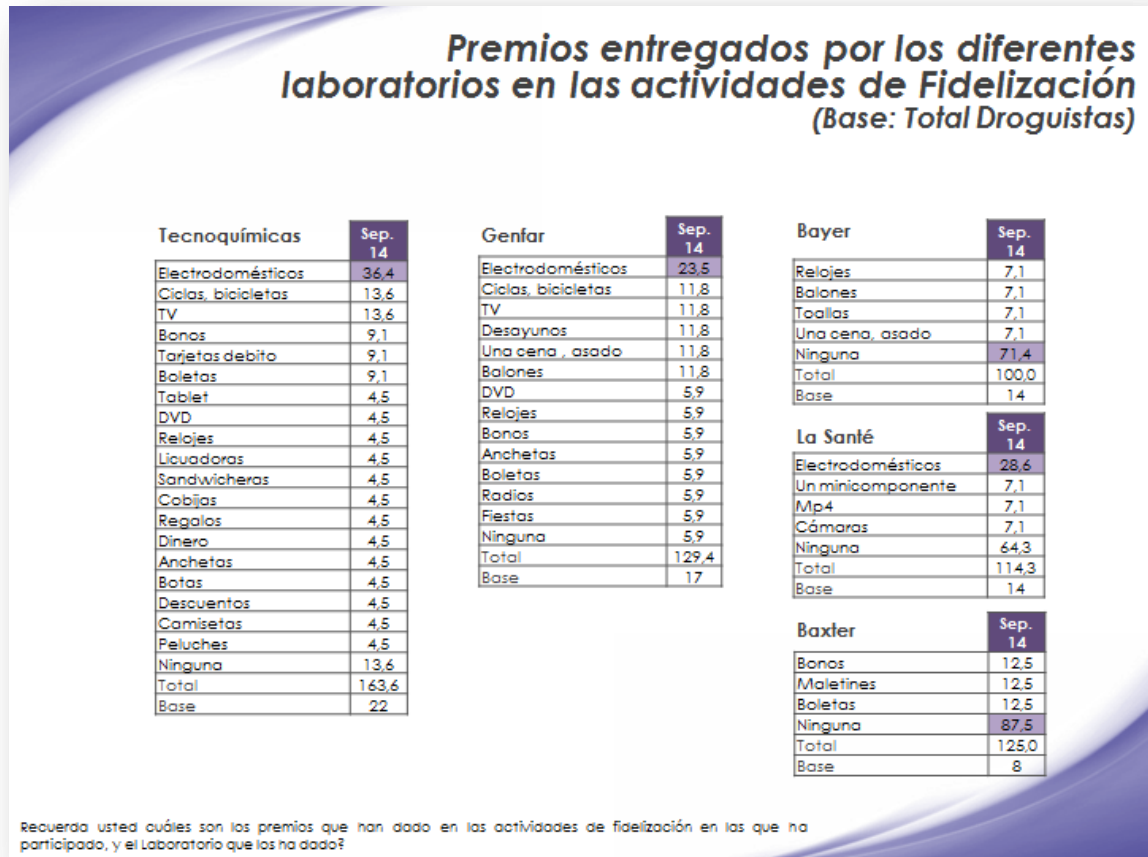 Premios entregados por los diferentes
laboratorios en las actividades de Fidelización
(Base: Total Droguistas)
Tecnoquímicas Sep. 14
Electrodomésticos 36,4
Ciclas, bicicletas 13,6
TV 13,6
Bonos 9,1
Tarjetas debito 9,1
Boletas 9,1
Tablet 4,5
DVD 4,5
Relojes 4,5
Licuadoras 4,5
Sandwicheras 4,5
Cobijas 4,5
Regalos 4,5
Dinero 4,5
Anchetas 4,5
Botas 4,5
Descuentos 4,5
Camisetas 4,5
Peluches 4,5
Ninguna 13,6
Total 163,6
Base 22
Genfar Sep. 14
Electrodomésticos 23,5
Ciclas, bicicletas 11,8
TV 11,8
Desayunos 11,8
Una cena , asado 11,8
Balones 11,8
DVD 5,9
Relojes 5,9
Bonos 5,9
Anchetas 5,9
Boletas 5,9
Radios 5,9
Fiestas 5,9
Ninguna 5,9
Total 129,4
Base 17
Bayer Sep. 14
Relojes 7,1
Balones 7,1
Toallas 7,1
Una cena, asado 7,1
Ninguna 71,4
Total 100,0
Base 14
La Santé Sep. 14
Electrodomésticos 28,6
Un minicomponente 7,1
Mp4 7,1
Cámaras 7,1
Ninguna 64,3
Total 114,3
Base 14
Baxter Sep. 14
Bonos 12,5
Maletines 12,5
Boletas 12,5
Ninguna 87,5
Total 125,0
Base 8
Recuerda usted cuáles son los premios que han dado en las actividades de fidelización en las que ha
participado, y el Laboratorio que los ha dado?